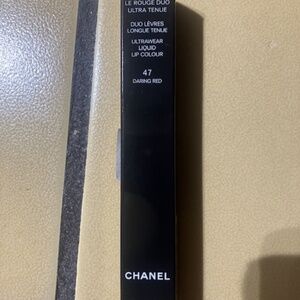 LE ROUGE DUO
ULTRA TENUE
DUO LÈVRES
LONGUE TENUE
ULTRAWEAR
LIQUID
LIP COLOUR
47
DARING RED
CHANEL